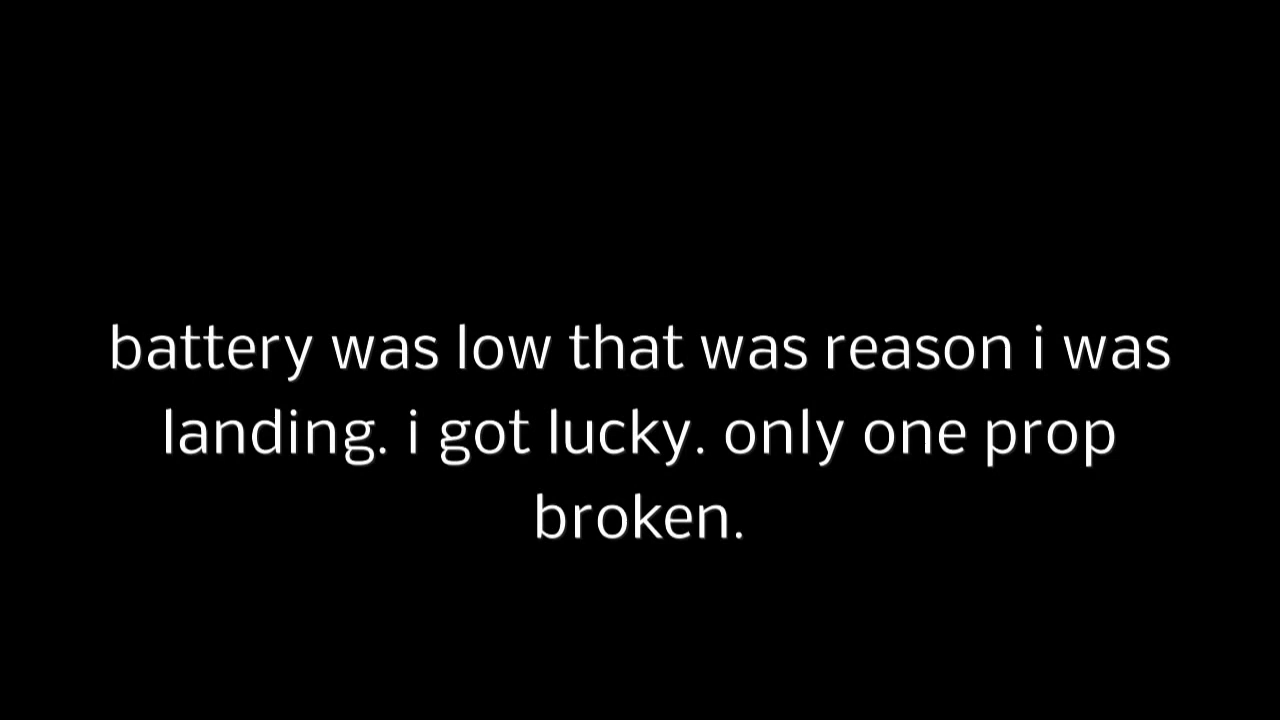 battery was low that was reason i was
landing. i got lucky. only one prop
broken.